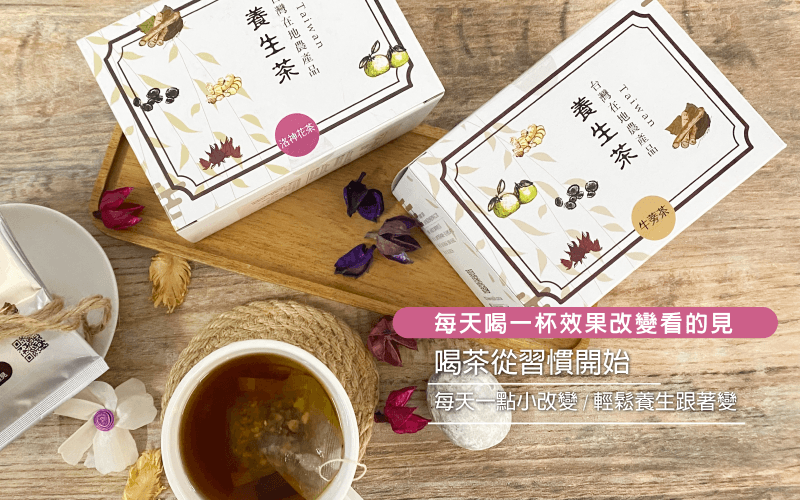 養生茶
台灣在地農產品
Taiwan
洛神花茶
養生茶
台灣在地農產品
Taiwan
牛蒡茶
每天喝一杯效果改變看的見
喝茶從習慣開始
每天一點小改變 / 輕鬆養生跟著變